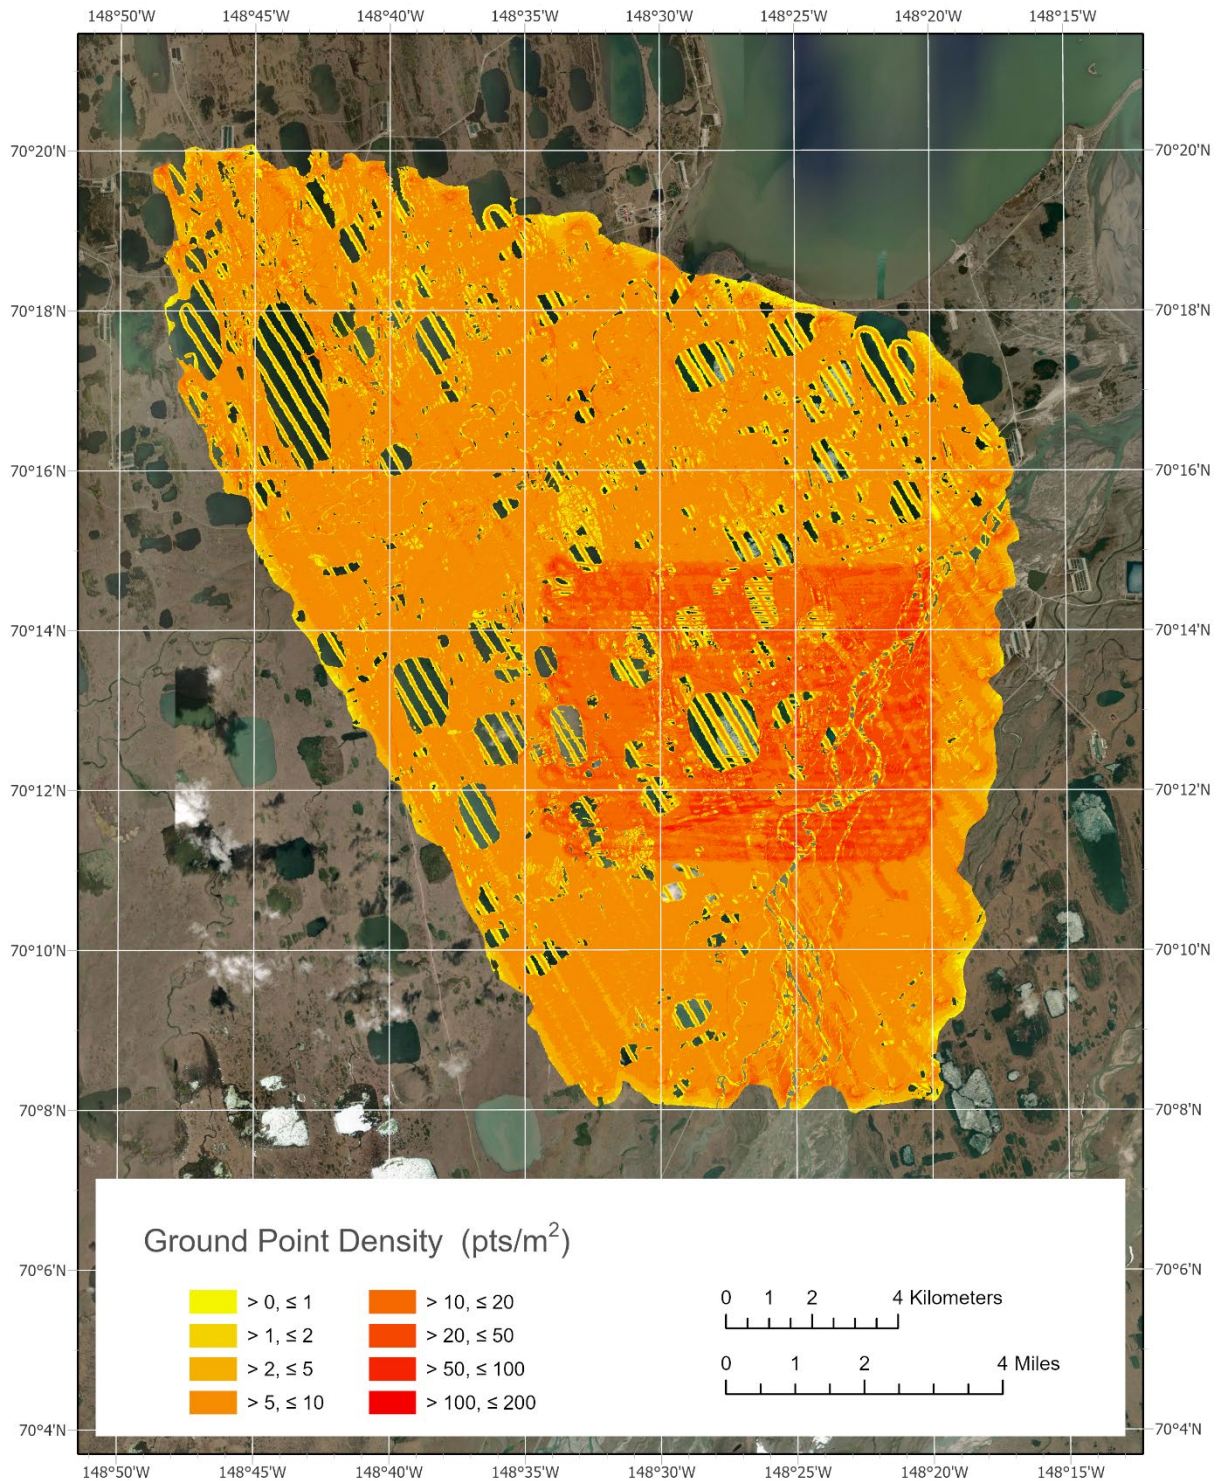 148°50'W 148°45'W 148°40'W 148°35'W 148°30'W 148°25'W 148°20'W 148°15'W
70°20'N 70°20'N
70°18'N 70°18'N
70°16'N 70°16'N
70°14'N 70°14'N
70°12'N 70°12'N
70°10'N 70°10'N
70°8'N 70°8'N
Ground Point Density (pts/m²)
70°6'N 70°6'N
> 0, ≤ 1 > 10, ≤ 20 0 1 2 4 Kilometers
> 1, ≤ 2 > 20, ≤ 50
> 2, ≤ 5 > 50, ≤ 100 0 1 2 4 Miles
> 5, ≤ 10 > 100, ≤ 200
70°4'N 70°4'N
148°50'W 148°45'W 148°40'W 148°35'W 148°30'W 148°25'W 148°20'W 148°15'W